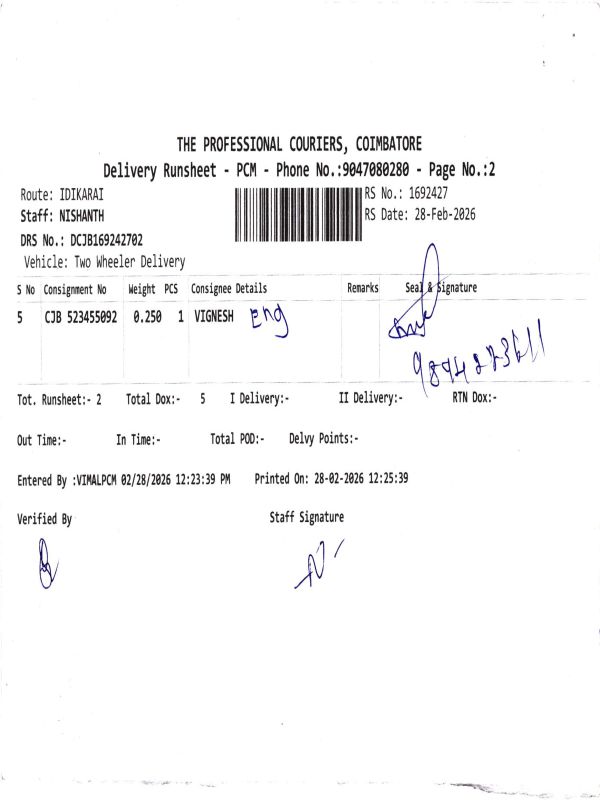 THE PROFESSIONAL COURIERS, COIMBATORE
Delivery Runsheet - PCM - Phone No.:9047080280 - Page No.:2
Route: IDIKARAI RS No.: 1692427
Staff: NISHANTH RS Date: 28-Feb-2026
DRS No.: DCJB169242702
Vehicle: Two Wheeler Delivery
S No Consignment No Weight PCS Consignee Details Remarks Seal & Signature
5 CJB 523455092 0.250 1 VIGNESH Eng
Tot. Runsheet:- 2 Total Dox:- 5 I Delivery:- II Delivery:- RTN Dox:-
Out Time:- In Time:- Total POD:- Delvy Points:-
Entered By :VIMALPCM 02/28/2026 12:23:39 PM Printed On: 28-02-2026 12:25:39
Verified By Staff Signature